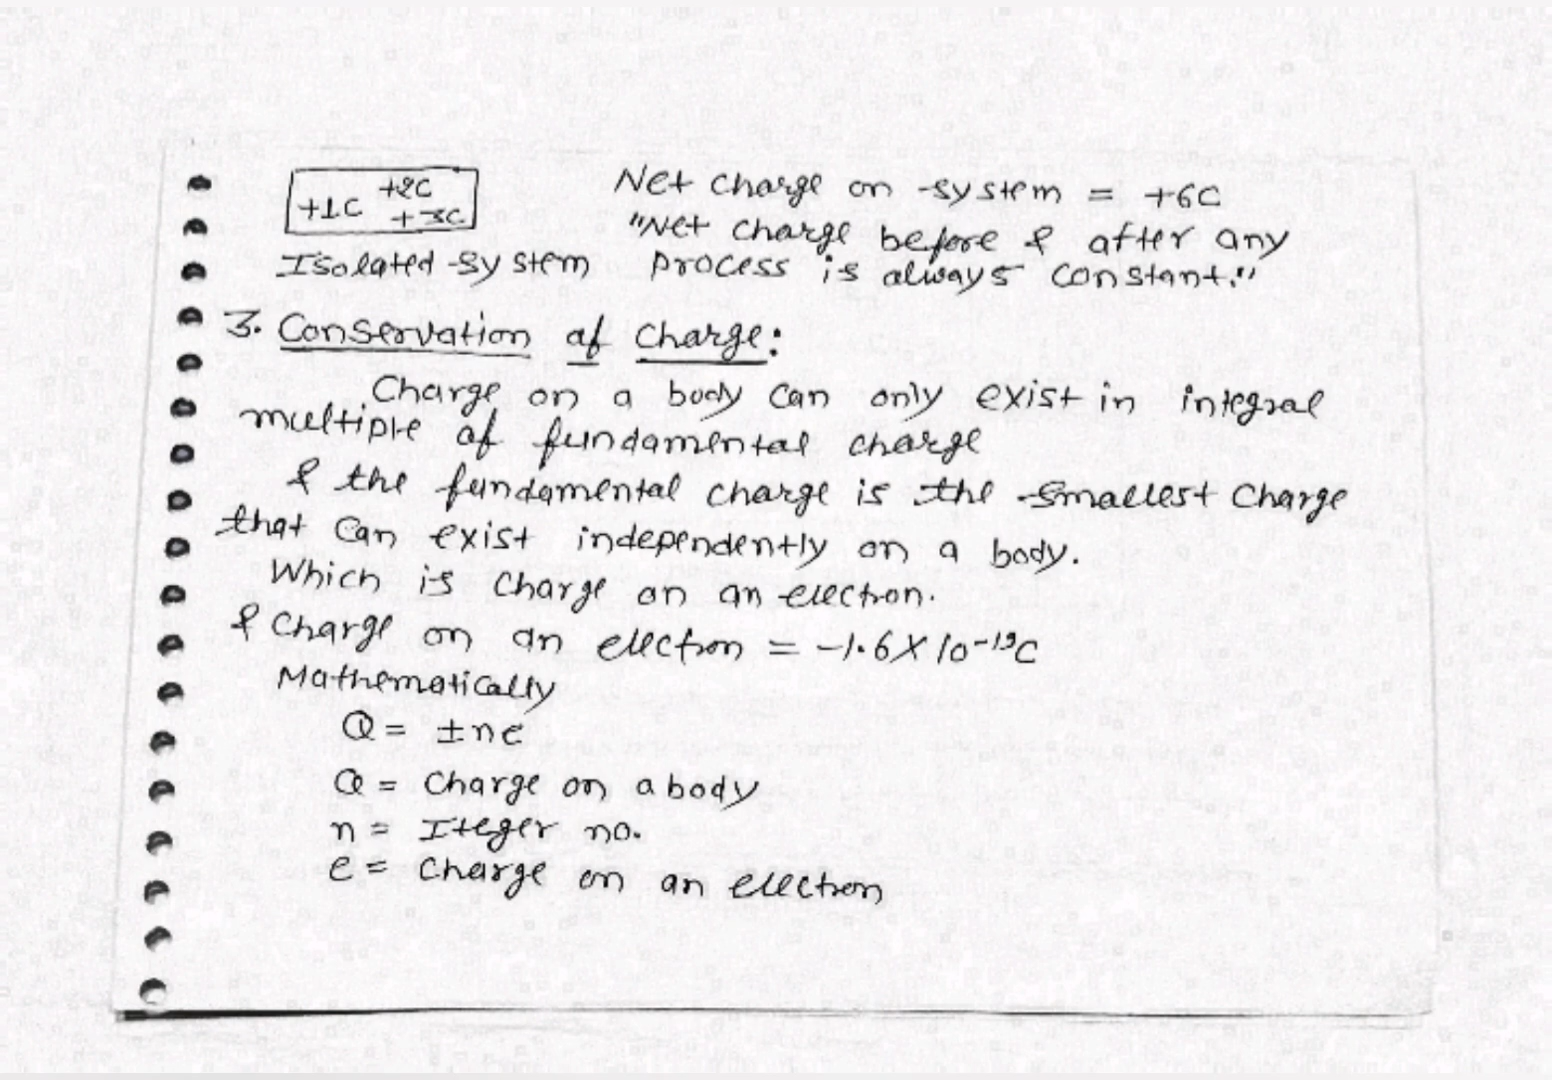 +2C
+1C +3C
Net charge on system = +6C
"Net charge before & after any
Isolated system process is always constant."
3. Conservation of Charge:
Charge on a body can only exist in integral
multiple of fundamental charge
& the fundamental charge is the smallest charge
that can exist independently on a body.
Which is charge on an electron.
& Charge on an electron = -1.6X10-19C
Mathematically
Q = ±ne
Q = Charge on a body
n = Iteger no.
e = Charge on an electron